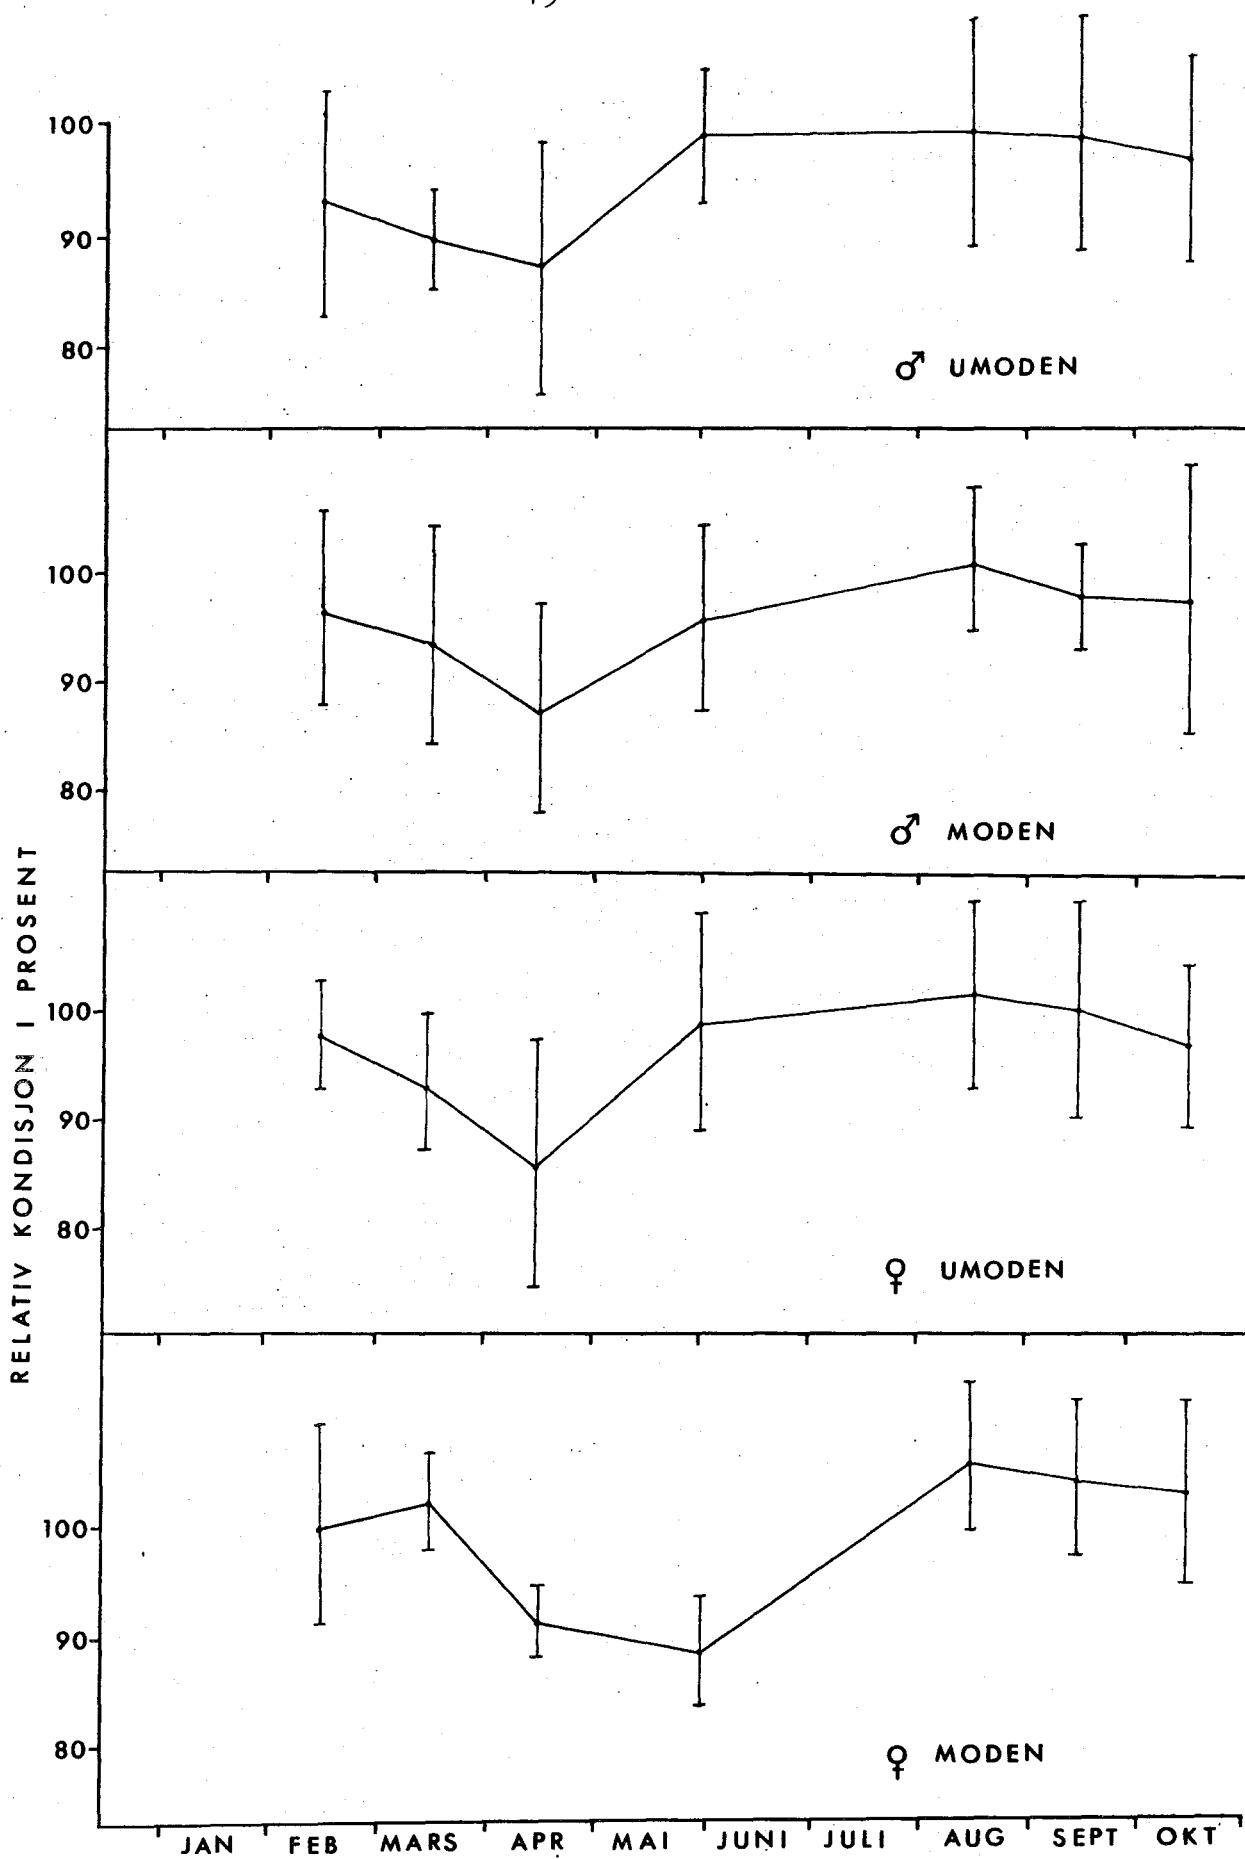 100
90
80
♂ UMODEN
100
90
80
♂ MODEN
RELATIV KONDISJON I PROSENT
100
90
80
♀ UMODEN
100
90
80
♀ MODEN
JAN FEB MARS APR MAI JUNI JULI AUG SEPT OKT